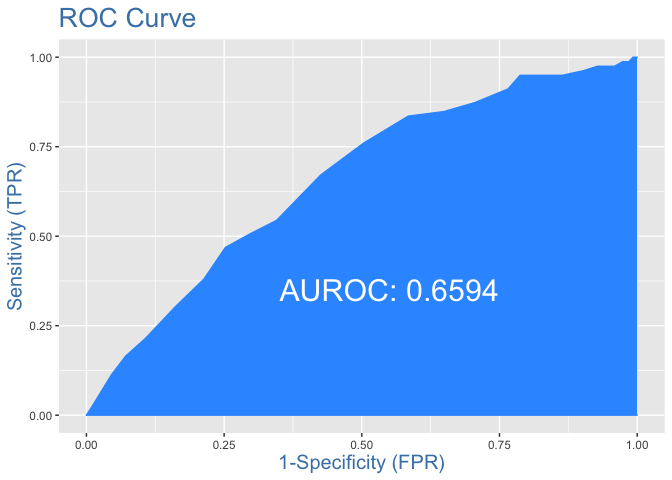 ROC Curve
1.00
0.75
0.50
0.25
0.00
Sensitivity (TPR)
AUROC: 0.6594
0.00 0.25 0.50 0.75 1.00
1-Specificity (FPR)